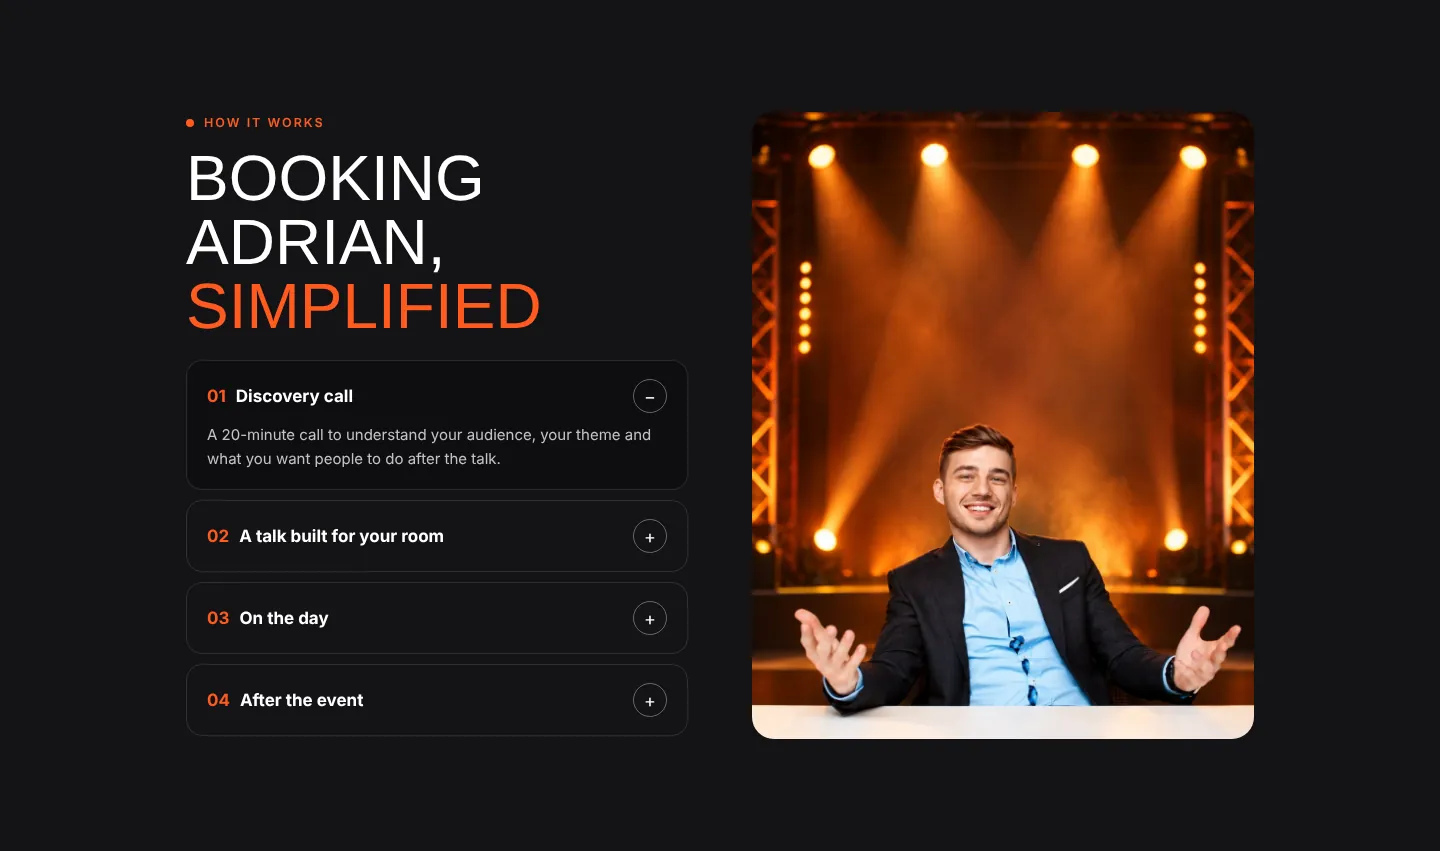 HOW IT WORKS
BOOKING
ADRIAN,
SIMPLIFIED
01 Discovery call
A 20-minute call to understand your audience, your theme and
what you want people to do after the talk.
02 A talk built for your room
03 On the day
04 After the event